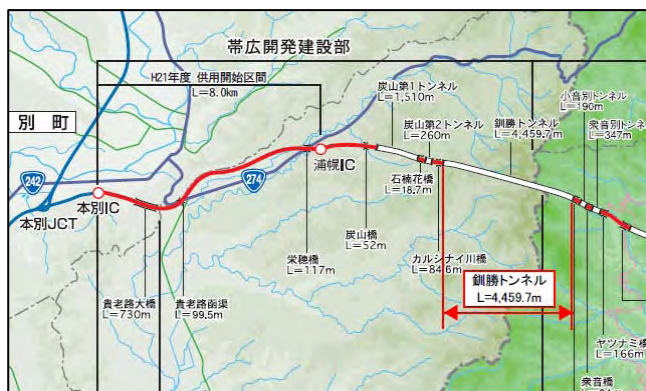 帯広開発建設部
H21年度 供用開始区間
L=8.0km
別町
炭山第1トンネル
L=1,510m
炭山第2トンネル
L=260m
釧勝トンネル
L=4,459.7m
小音別トンネル
L=190m
衆音別トンネ
L=347m
242
274
浦幌IC
本別IC
本別JCT
石楠花橋
L=18.7m
炭山橋
L=52m
栄穂橋
L=117m
カルシナイ川橋
L=84.6m
貴老路大橋
L=730m
貴老路函渠
L=99.5m
釧勝トンネル
L=4,459.7m
ヤツナミ橋
L=166m
衆音橋